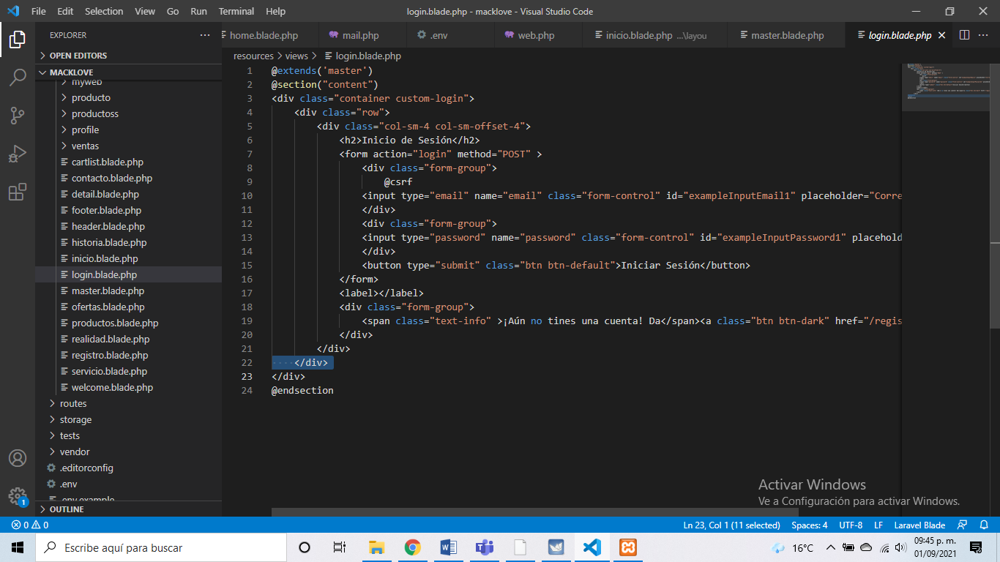 File Edit Selection View Go Run Terminal Help login.blade.php - macklove - Visual Studio Code
EXPLORER
OPEN EDITORS
MACKLOVE
myweb
producto
productoss
profile
ventas
cartlist.blade.php
contacto.blade.php
detail.blade.php
footer.blade.php
header.blade.php
historia.blade.php
inicio.blade.php
login.blade.php
master.blade.php
ofertas.blade.php
productos.blade.php
realidad.blade.php
registro.blade.php
servicio.blade.php
welcome.blade.php
routes
storage
tests
vendor
.editorconfig
.env
.env.example
OUTLINE
home.blade.php mail.php .env web.php inicio.blade.php ...\layou master.blade.php login.blade.php
resources > views > login.blade.php
1 @extends('master')
2 @section("content")
3 <div class="container custom-login">
4 <div class="row">
5 <div class="col-sm-4 col-sm-offset-4">
6 <h2>Inicio de Sesión</h2>
7 <form action="login" method="POST" >
8 <div class="form-group">
9 @csrf
10 <input type="email" name="email" class="form-control" id="exampleInputEmail1" placeholder="Corre
11 </div>
12 <div class="form-group">
13 <input type="password" name="password" class="form-control" id="exampleInputPassword1" placehold
14 </div>
15 <button type="submit" class="btn btn-default">Iniciar Sesión</button>
16 </form>
17 <label></label>
18 <div class="form-group">
19 <span class="text-info" >¡Aún no tines una cuenta! Da</span><a class="btn btn-dark" href="/regis
20 </div>
21 </div>
22 </div>
23 </div>
24 @endsection
Activar Windows
Ve a Configuración para activar Windows.
1
0 0 Ln 23, Col 1 (11 selected) Spaces: 4 UTF-8 LF Laravel Blade
Escribe aquí para buscar 16°C 09:45 p. m.
01/09/2021